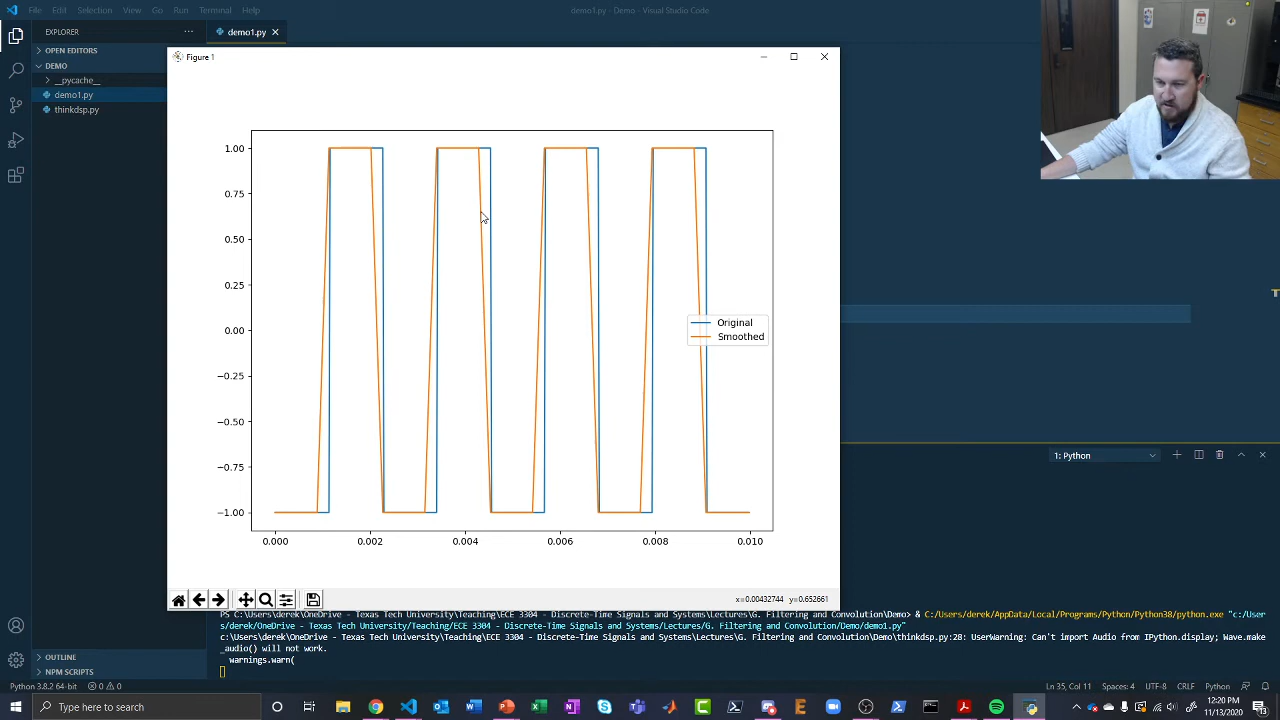 File Edit Selection View Go Run Terminal Help
demo1.py - Demo - Visual Studio Code
EXPLORER
demo1.py
OPEN EDITORS
DEMO
__pycache__
demo1.py
thinkdsp.py
Figure 1
1.00
0.75
0.50
0.25
0.00
−0.25
−0.50
−0.75
−1.00
0.000 0.002 0.004 0.006 0.008 0.010
Original
Smoothed
x=0.00432744 y=0.652661
1: Python
PS C:\Users\derek\OneDrive - Texas Tech University\Teaching\ECE 3304 - Discrete-Time Signals and Systems\Lectures\G. Filtering and Convolution\Demo> & C:/Users/derek/AppData/Local/Programs/Python/Python38/python.exe "c:/User
s/derek/OneDrive - Texas Tech University/Teaching/ECE 3304 - Discrete-Time Signals and Systems/Lectures/G. Filtering and Convolution/Demo/demo1.py"
c:\Users\derek\OneDrive - Texas Tech University\Teaching\ECE 3304 - Discrete-Time Signals and Systems\Lectures\G. Filtering and Convolution\Demo\thinkdsp.py:28: UserWarning: Can't import Audio from IPython.display; Wave.make
_audio() will not work.
warnings.warn(
OUTLINE
NPM SCRIPTS
Python 3.8.2 64-bit 0 0
Ln 35, Col 11 Spaces: 4 UTF-8 CRLF Python
Type here to search
12:20 PM
11/13/2020